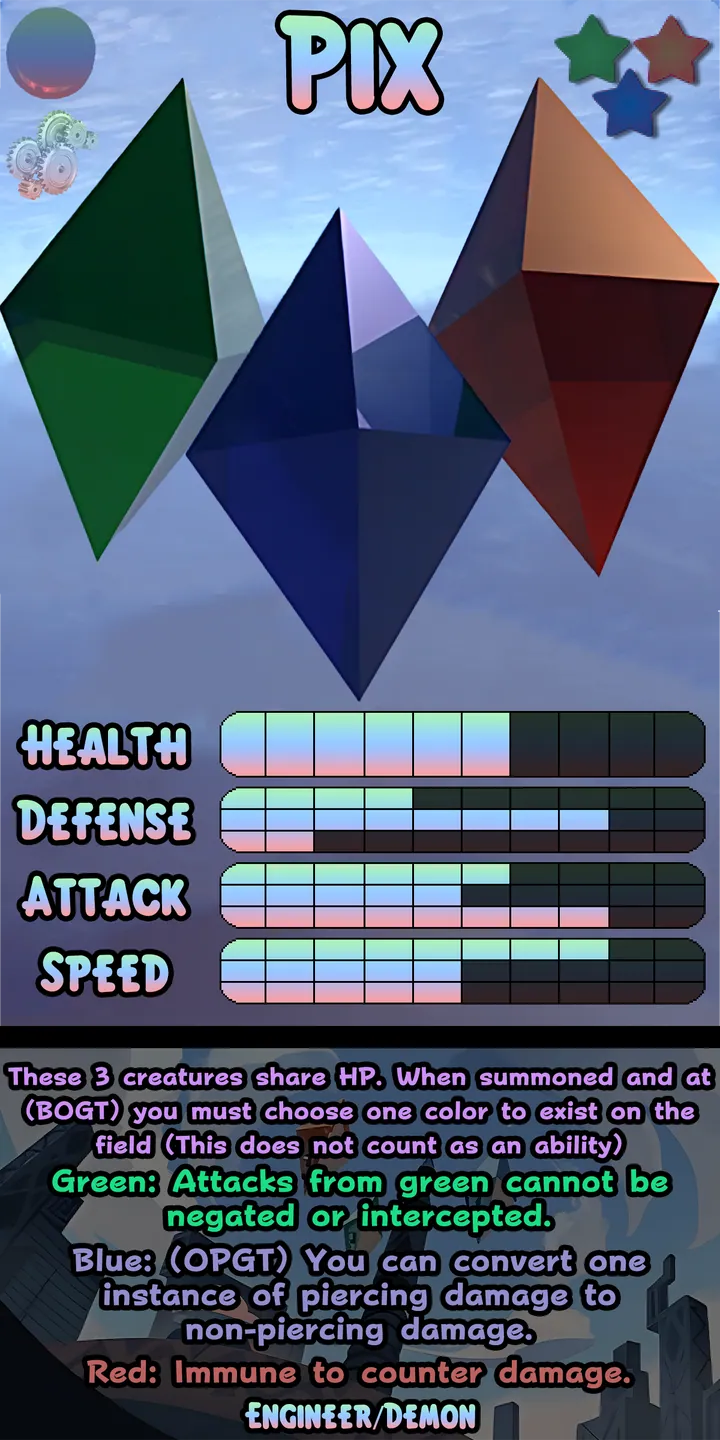 PIX
HEALTH
DEFENSE
ATTACK
SPEED
These 3 creatures share HP. When summoned and at
(BOGT) you must choose one color to exist on the
field (This does not count as an ability)
Green: Attacks from green cannot be
negated or intercepted.
Blue: (OPGT) You can convert one
instance of piercing damage to
non-piercing damage.
Red: Immune to counter damage.
ENGINEER/DEMON